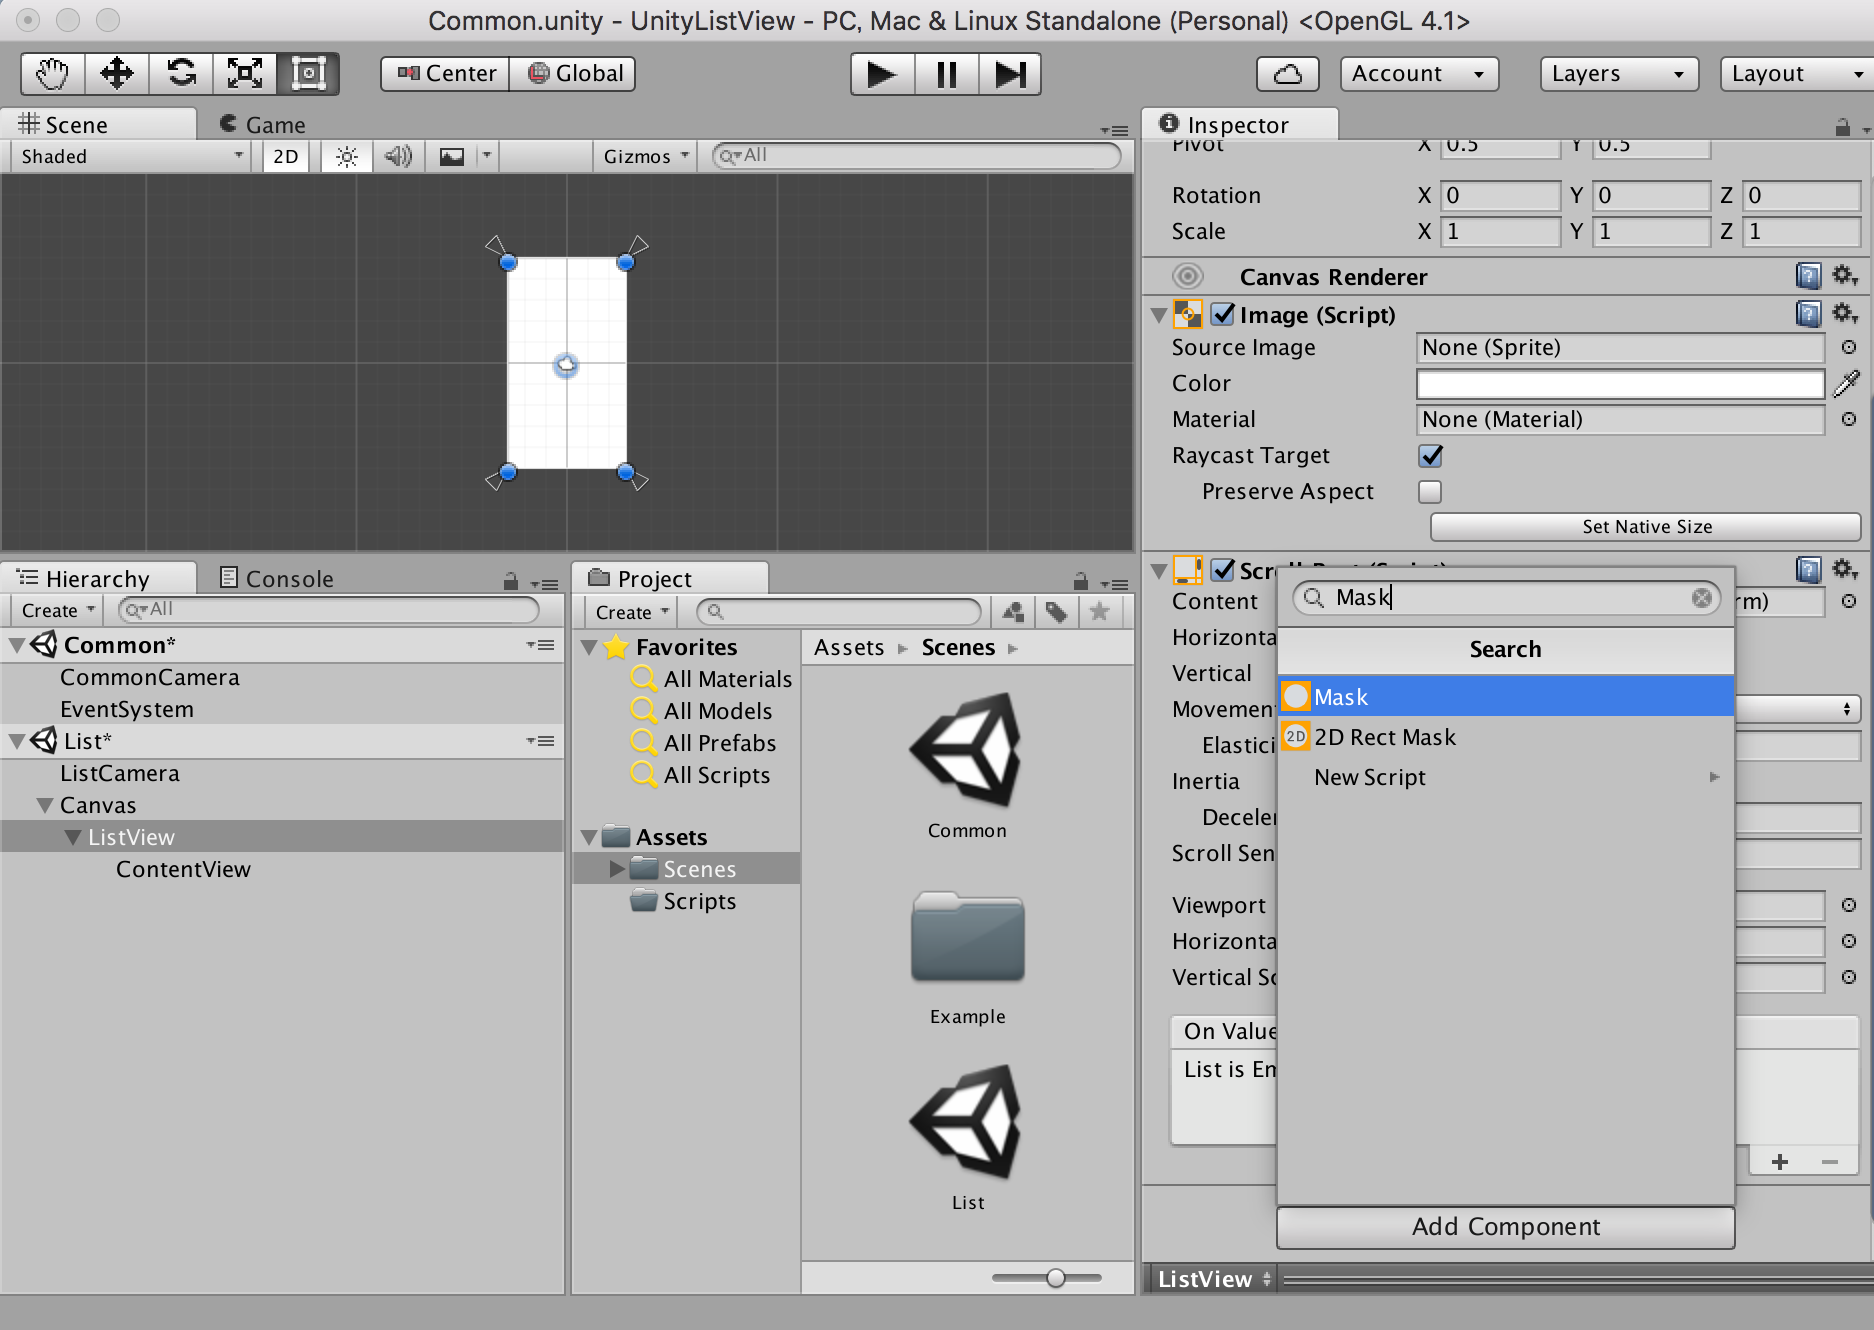 Common.unity - UnityListView - PC, Mac & Linux Standalone (Personal) <OpenGL 4.1>
Center Global Account Layers Layout
Scene Game
Shaded 2D Gizmos All
Inspector
Pivot X 0.5 Y 0.5
Rotation X 0 Y 0 Z 0
Scale X 1 Y 1 Z 1
Canvas Renderer
Image (Script)
Source Image None (Sprite)
Color
Material None (Material)
Raycast Target
Preserve Aspect
Set Native Size
Hierarchy Console
Create All
Common*
CommonCamera
EventSystem
List*
ListCamera
Canvas
ListView
ContentView
Project
Create
Favorites
All Materials
All Models
All Prefabs
All Scripts
Assets
Scenes
Scripts
Assets Scenes
Common
Example
List
Content rm)
Horizonta
Vertical
Movemen
Elastici
Inertia
Deceler
Scroll Sen
Viewport
Horizonta
Vertical Sc
On Value
List is Em
Mask
Search
Mask
2D 2D Rect Mask
New Script
+ −
Add Component
ListView